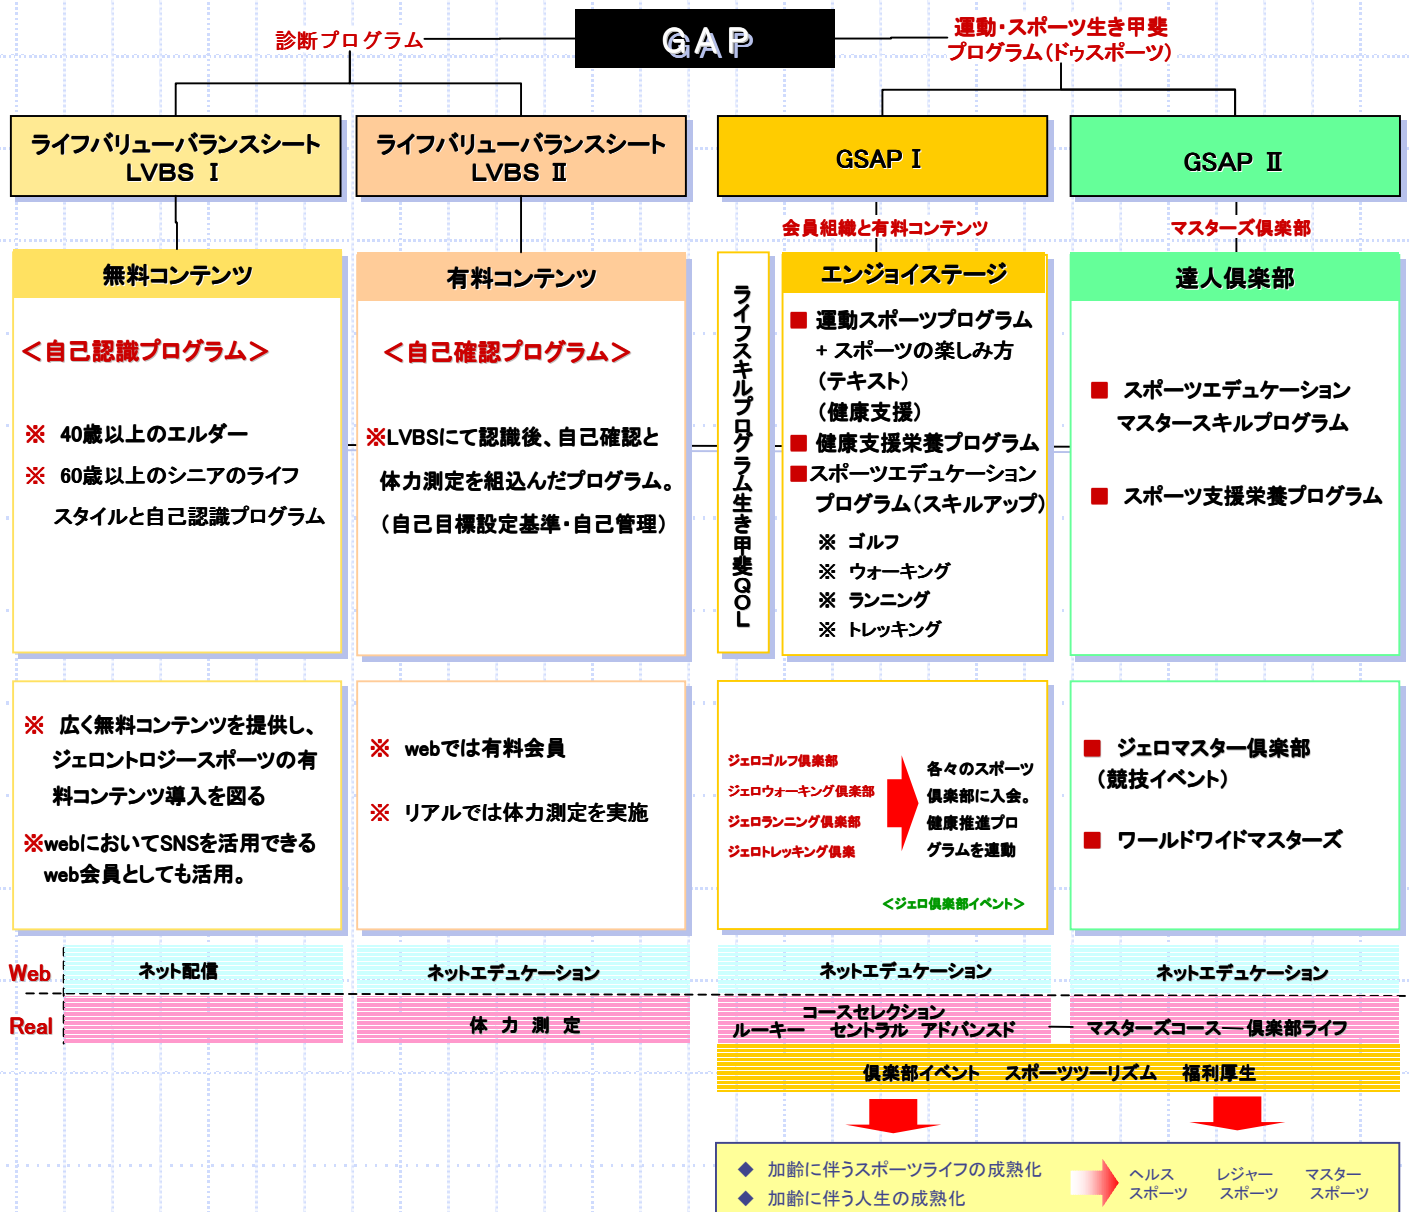 GAP
診断プログラム
運動・スポーツ生き甲斐
プログラム(ドゥスポーツ)
ライフバリューバランスシート
LVBS Ⅰ
ライフバリューバランスシート
LVBS Ⅱ
GSAP Ⅰ
GSAP Ⅱ
会員組織と有料コンテンツ
マスターズ倶楽部
無料コンテンツ
＜自己認識プログラム＞
※ 40歳以上のエルダー
※ 60歳以上のシニアのライフ
スタイルと自己認識プログラム
有料コンテンツ
＜自己確認プログラム＞
※LVBSにて認識後、自己確認と
体力測定を組込んだプログラム。
(自己目標設定基準・自己管理)
ライフスキルプログラム生き甲斐QOL
エンジョイステージ
■ 運動スポーツプログラム
+ スポーツの楽しみ方
(テキスト)
(健康支援)
■ 健康支援栄養プログラム
■スポーツエデュケーション
プログラム(スキルアップ)
※ ゴルフ
※ ウォーキング
※ ランニング
※ トレッキング
達人倶楽部
■ スポーツエデュケーション
マスタースキルプログラム
■ スポーツ支援栄養プログラム
※ 広く無料コンテンツを提供し、
ジェロントロジースポーツの有
料コンテンツ導入を図る
※webにおいてSNSを活用できる
web会員としても活用。
※ webでは有料会員
※ リアルでは体力測定を実施
ジェロゴルフ倶楽部
ジェロウォーキング倶楽部
ジェロランニング倶楽部
ジェロトレッキング倶楽
各々のスポーツ
倶楽部に入会。
健康推進プロ
グラムを連動
＜ジェロ倶楽部イベント＞
■ ジェロマスター倶楽部
(競技イベント)
■ ワールドワイドマスターズ
Web
ネット配信
ネットエデュケーション
ネットエデュケーション
ネットエデュケーション
Real
体 力 測 定
コースセレクション
ルーキー セントラル アドバンスド
マスターズコース― 倶楽部ライフ
倶楽部イベント スポーツツーリズム 福利厚生
◆ 加齢に伴うスポーツライフの成熟化
◆ 加齢に伴う人生の成熟化
ヘルス
スポーツ
レジャー
スポーツ
マスター
スポーツ